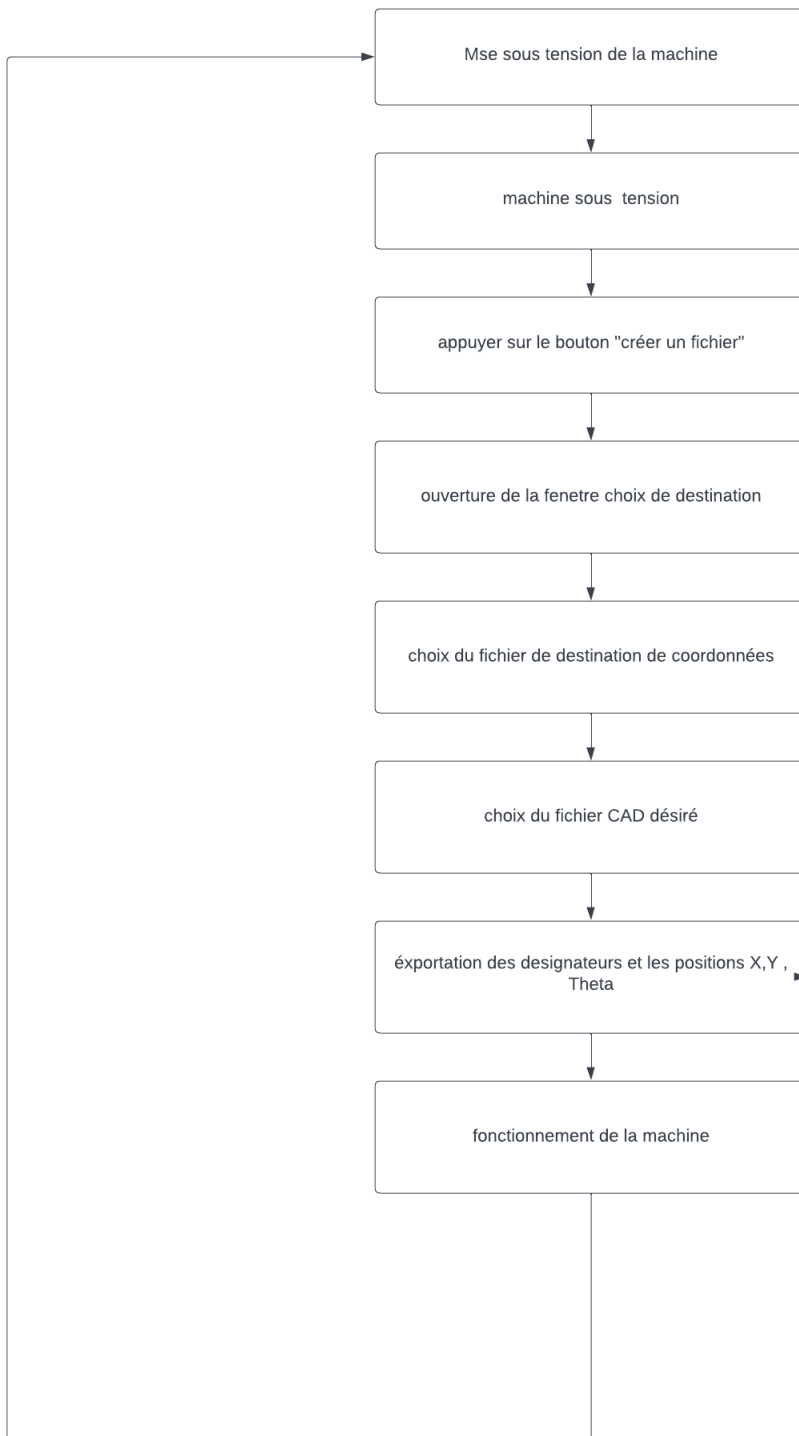 Mse sous tension de la machine
machine sous  tension
appuyer sur le bouton "créer un fichier"
ouverture de la fenetre choix de destination
choix du fichier de destination de coordonnées
choix du fichier CAD désiré
éxportation des designateurs et les positions X,Y ,
Theta
fonctionnement de la machine